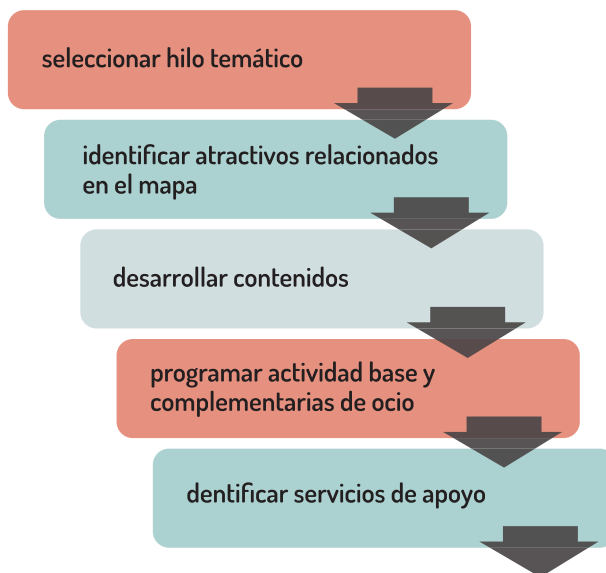 seleccionar hilo temático
identificar atractivos relacionados
en el mapa
desarrollar contenidos
programar actividad base y
complementarias de ocio
dentificar servicios de apoyo